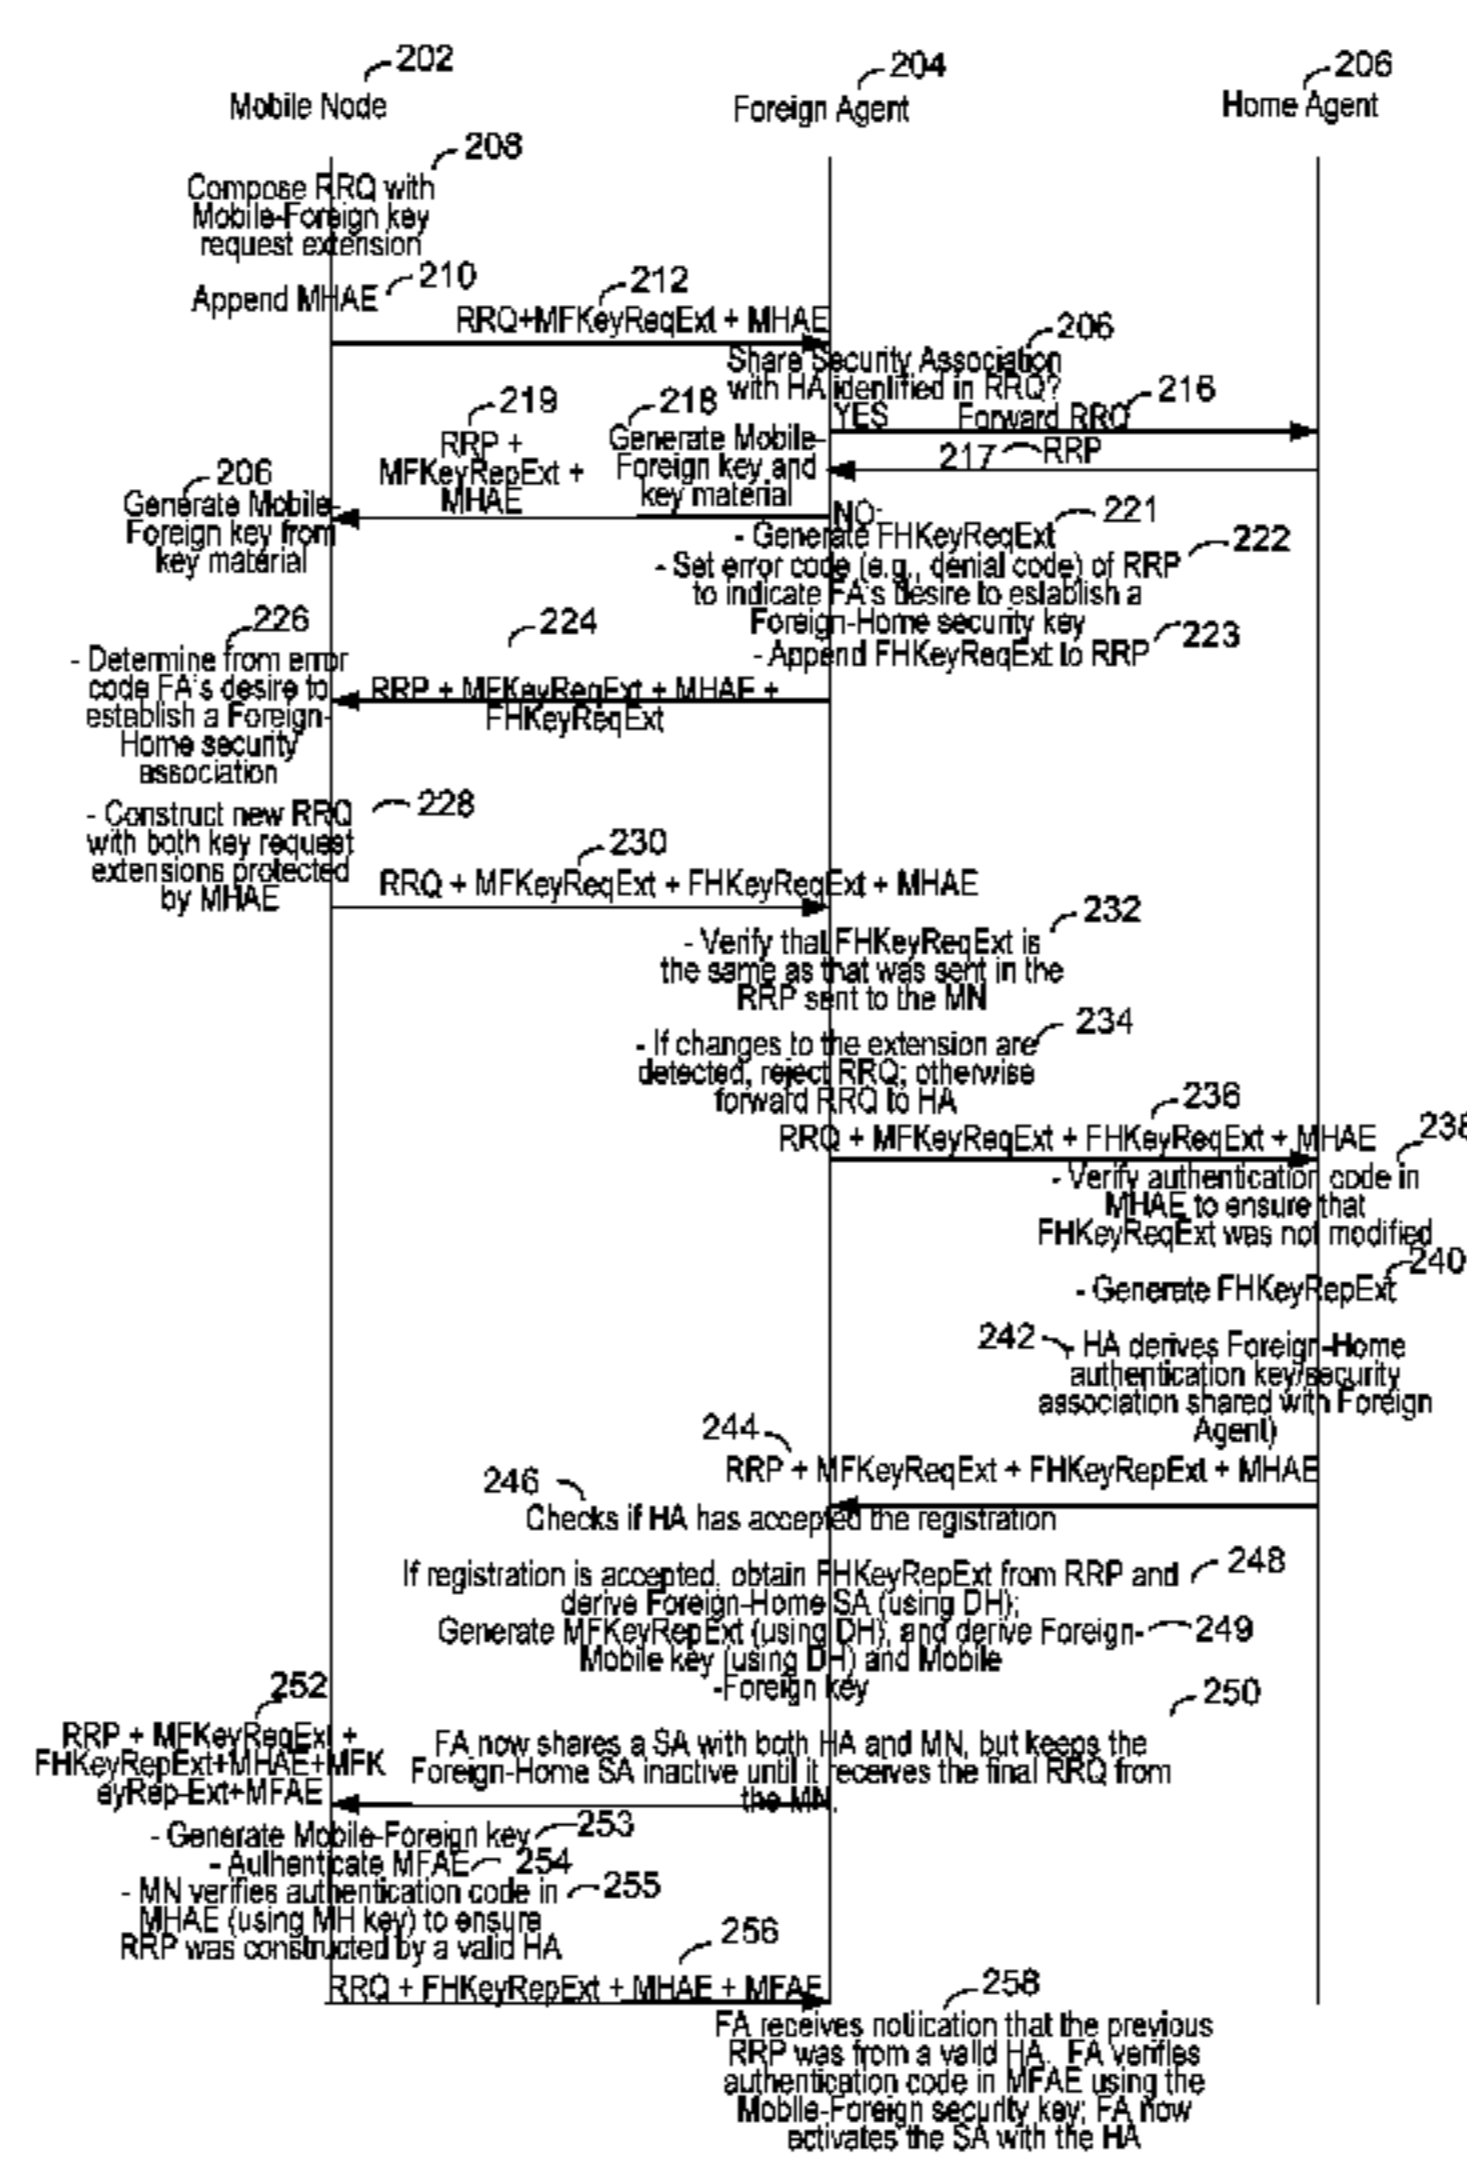 202
Mobile Node
204
Foreign Agent
206
Home Agent
208
Compose RRQ with
Mobile-Foreign key
request extension
210
Append MHAE
212
RRQ+MFKeyReqExt + MHAE
206
Share Security Association
with HA identified in RRQ?
YES
216
Forward RRQ
217
RRP
218
Generate Mobile-
Foreign key and
key material
219
RRP +
MFKeyRepExt +
MHAE
206
Generate Mobile-
Foreign key from
key material
NO:
221
- Generate FHKeyReqExt
222
- Set error code (e.g., denial code) of RRP
to indicate FA's desire to establish a
Foreign-Home security key
223
- Append FHKeyReqExt to RRP
224
RRP + MFKeyReqExt + MHAE +
FHKeyReqExt
226
- Determine from error
code FA's desire to
establish a Foreign-
Home security
association
228
- Construct new RRQ
with both key request
extensions protected
by MHAE
230
RRQ + MFKeyReqExt + FHKeyReqExt + MHAE
232
- Verify that FHKeyReqExt is
the same as that was sent in the
RRP sent to the MN
234
- If changes to the extension are
detected, reject RRQ; otherwise
forward RRQ to HA
236
RRQ + MFKeyReqExt + FHKeyReqExt + MHAE
238
- Verify authentication code in
MHAE to ensure that
FHKeyReqExt was not modified
240
- Generate FHKeyRepExt
242
- HA derives Foreign-Home
authentication key/security
association shared with Foreign
Agent)
244
RRP + MFKeyReqExt + FHKeyRepExt + MHAE
246
Checks if HA has accepted the registration
248
If registration is accepted, obtain FHKeyRepExt from RRP and
derive Foreign-Home SA (using DH);
Generate MFKeyRepExt (using DH), and derive Foreign-
249
Mobile key (using DH) and Mobile
-Foreign key
250
FA now shares a SA with both HA and MN, but keeps the
Foreign-Home SA inactive until it receives the final RRQ from
the MN.
252
RRP + MFKeyReqExt +
FHKeyRepExt+MHAE+MFK
eyRep-Ext+MFAE
- Generate Mobile-Foreign key
253
- Authenticate MFAE
254
- MN verifies authentication code in
255
MHAE (using MH key) to ensure
RRP was constructed by a valid HA
256
RRQ + FHKeyRepExt + MHAE + MFAE
258
FA receives notiication that the previous
RRP was from a valid HA. FA verifies
authentication code in MFAE using the
Mobile-Foreign security key; FA now
activates the SA with the HA